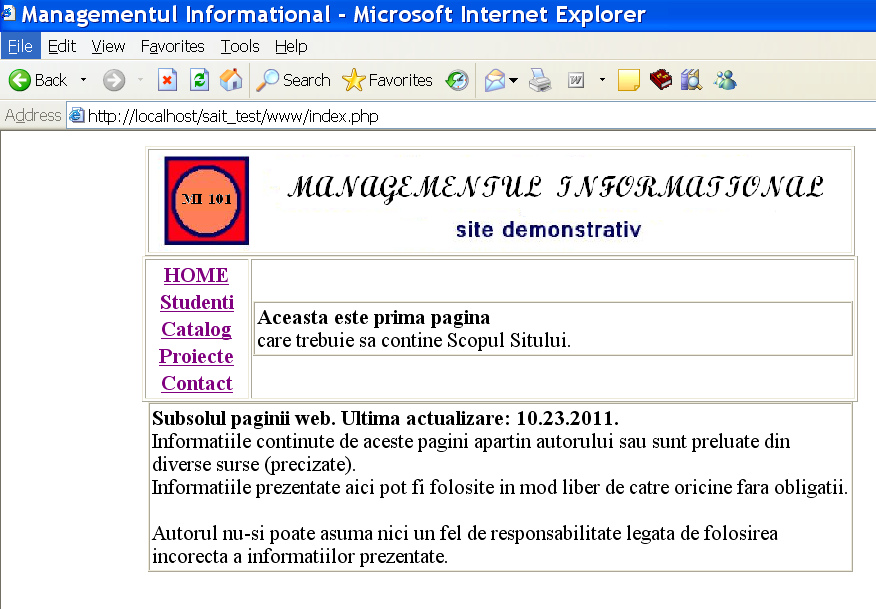 Managementul Informational - Microsoft Internet Explorer
File Edit View Favorites Tools Help
Back Search Favorites
Address http://localhost/sait_test/www/index.php
MI 101
MANAGEMENTUL INFORMATIONAL
site demonstrativ
HOME
Studenti
Catalog
Proiecte
Contact
Aceasta este prima pagina
care trebuie sa contine Scopul Sitului.
Subsolul paginii web. Ultima actualizare: 10.23.2011.
Informatiile continute de aceste pagini apartin autorului sau sunt preluate din
diverse surse (precizate).
Informatiile prezentate aici pot fi folosite in mod liber de catre oricine fara obligatii.
Autorul nu-si poate asuma nici un fel de responsabilitate legata de folosirea
incorecta a informatiilor prezentate.